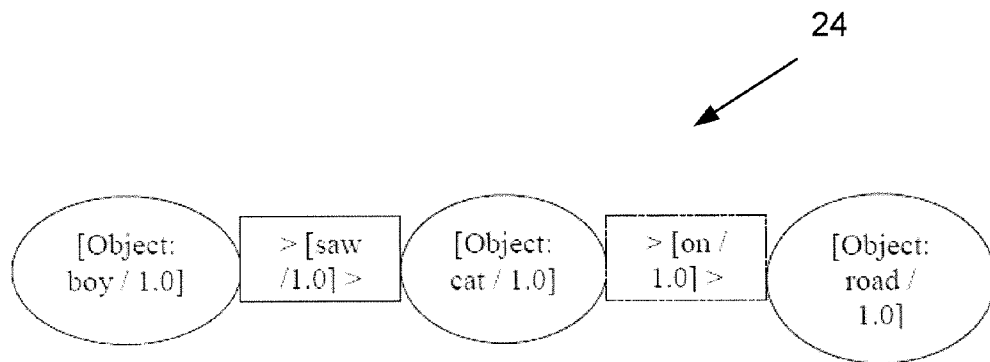 24
[Object:
boy / 1.0]
> [saw
/1.0] >
[Object:
cat / 1.0]
> [on /
1.0] >
[Object:
road /
1.0]